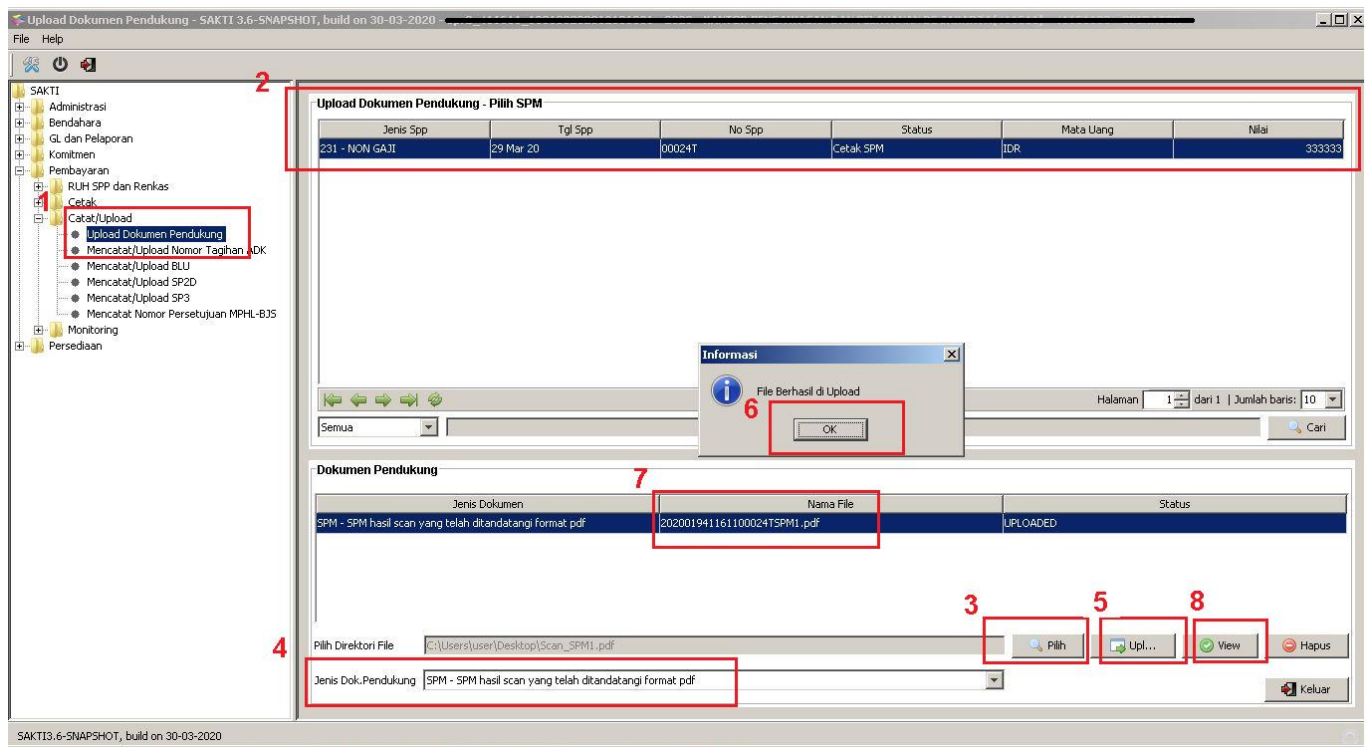 Upload Dokumen Pendukung - SAKTI 3.6-SNAPSHOT, build on 30-03-2020 -
File Help
2
SAKTI
Administrasi
Bendahara
GL dan Pelaporan
Komitmen
Pembayaran
RUH SPP dan Renkas
1
Cetak
Catat/Upload
Upload Dokumen Pendukung
Mencatat/Upload Nomor Tagihan ADK
Mencatat/Upload BLU
Mencatat/Upload SP2D
Mencatat/Upload SP3
Mencatat Nomor Persetujuan MPHL-BJS
Monitoring
Persediaan
Upload Dokumen Pendukung - Pilih SPM
Jenis Spp Tgl Spp No Spp Status Mata Uang Nilai
231 - NON GAJI 29 Mar 20 00024T Cetak SPM IDR 333333
Informasi
File Berhasil di Upload
6
OK
Halaman 1 dari 1 | Jumlah baris: 10
Semua Cari
Dokumen Pendukung
7
Jenis Dokumen Nama File Status
SPM - SPM hasil scan yang telah ditandatangi format pdf 202001941161100024TSPM1.pdf UPLOADED
3 5 8
4 Pilih Direktori File C:\Users\user\Desktop\Scan_SPM1.pdf Pilih Upl... View Hapus
Jenis Dok.Pendukung SPM - SPM hasil scan yang telah ditandatangi format pdf
Keluar
SAKTI3.6-SNAPSHOT, build on 30-03-2020